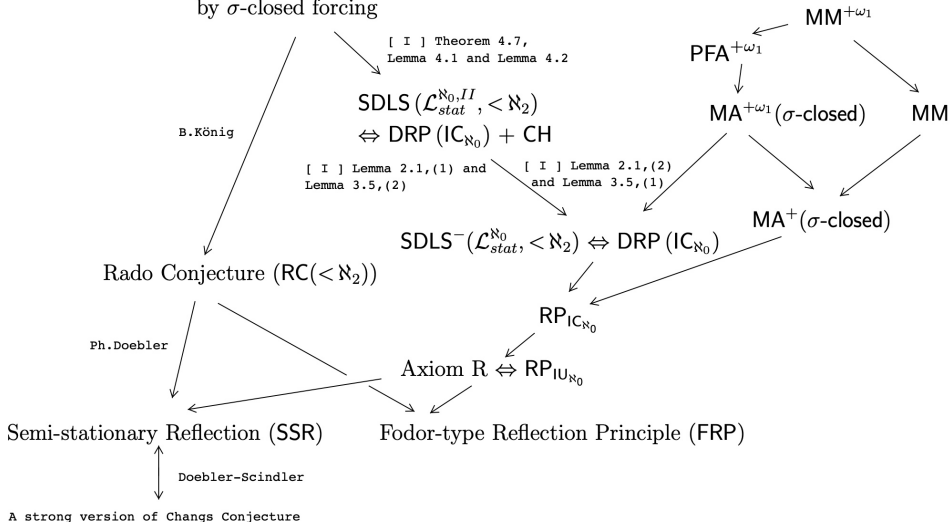 by σ-closed forcing
MM^{+ω₁}
[ I ] Theorem 4.7,
Lemma 4.1 and Lemma 4.2
PFA^{+ω₁}
SDLS(𝓛_{stat}^{ℵ₀,II}, < ℵ₂)
MA^{+ω₁}(σ-closed)
MM
B.König
⇔ DRP(IC_{ℵ₀}) + CH
[ I ] Lemma 2.1,(1) and
Lemma 3.5,(2)
[ I ] Lemma 2.1,(2)
and Lemma 3.5,(1)
MA⁺(σ-closed)
SDLS⁻(𝓛_{stat}^{ℵ₀}, < ℵ₂) ⇔ DRP(IC_{ℵ₀})
Rado Conjecture (RC(< ℵ₂))
RP_{IC_{ℵ₀}}
Ph.Doebler
Axiom R ⇔ RP_{IU_{ℵ₀}}
Semi-stationary Reflection (SSR)
Fodor-type Reflection Principle (FRP)
Doebler-Scindler
A strong version of Changs Conjecture